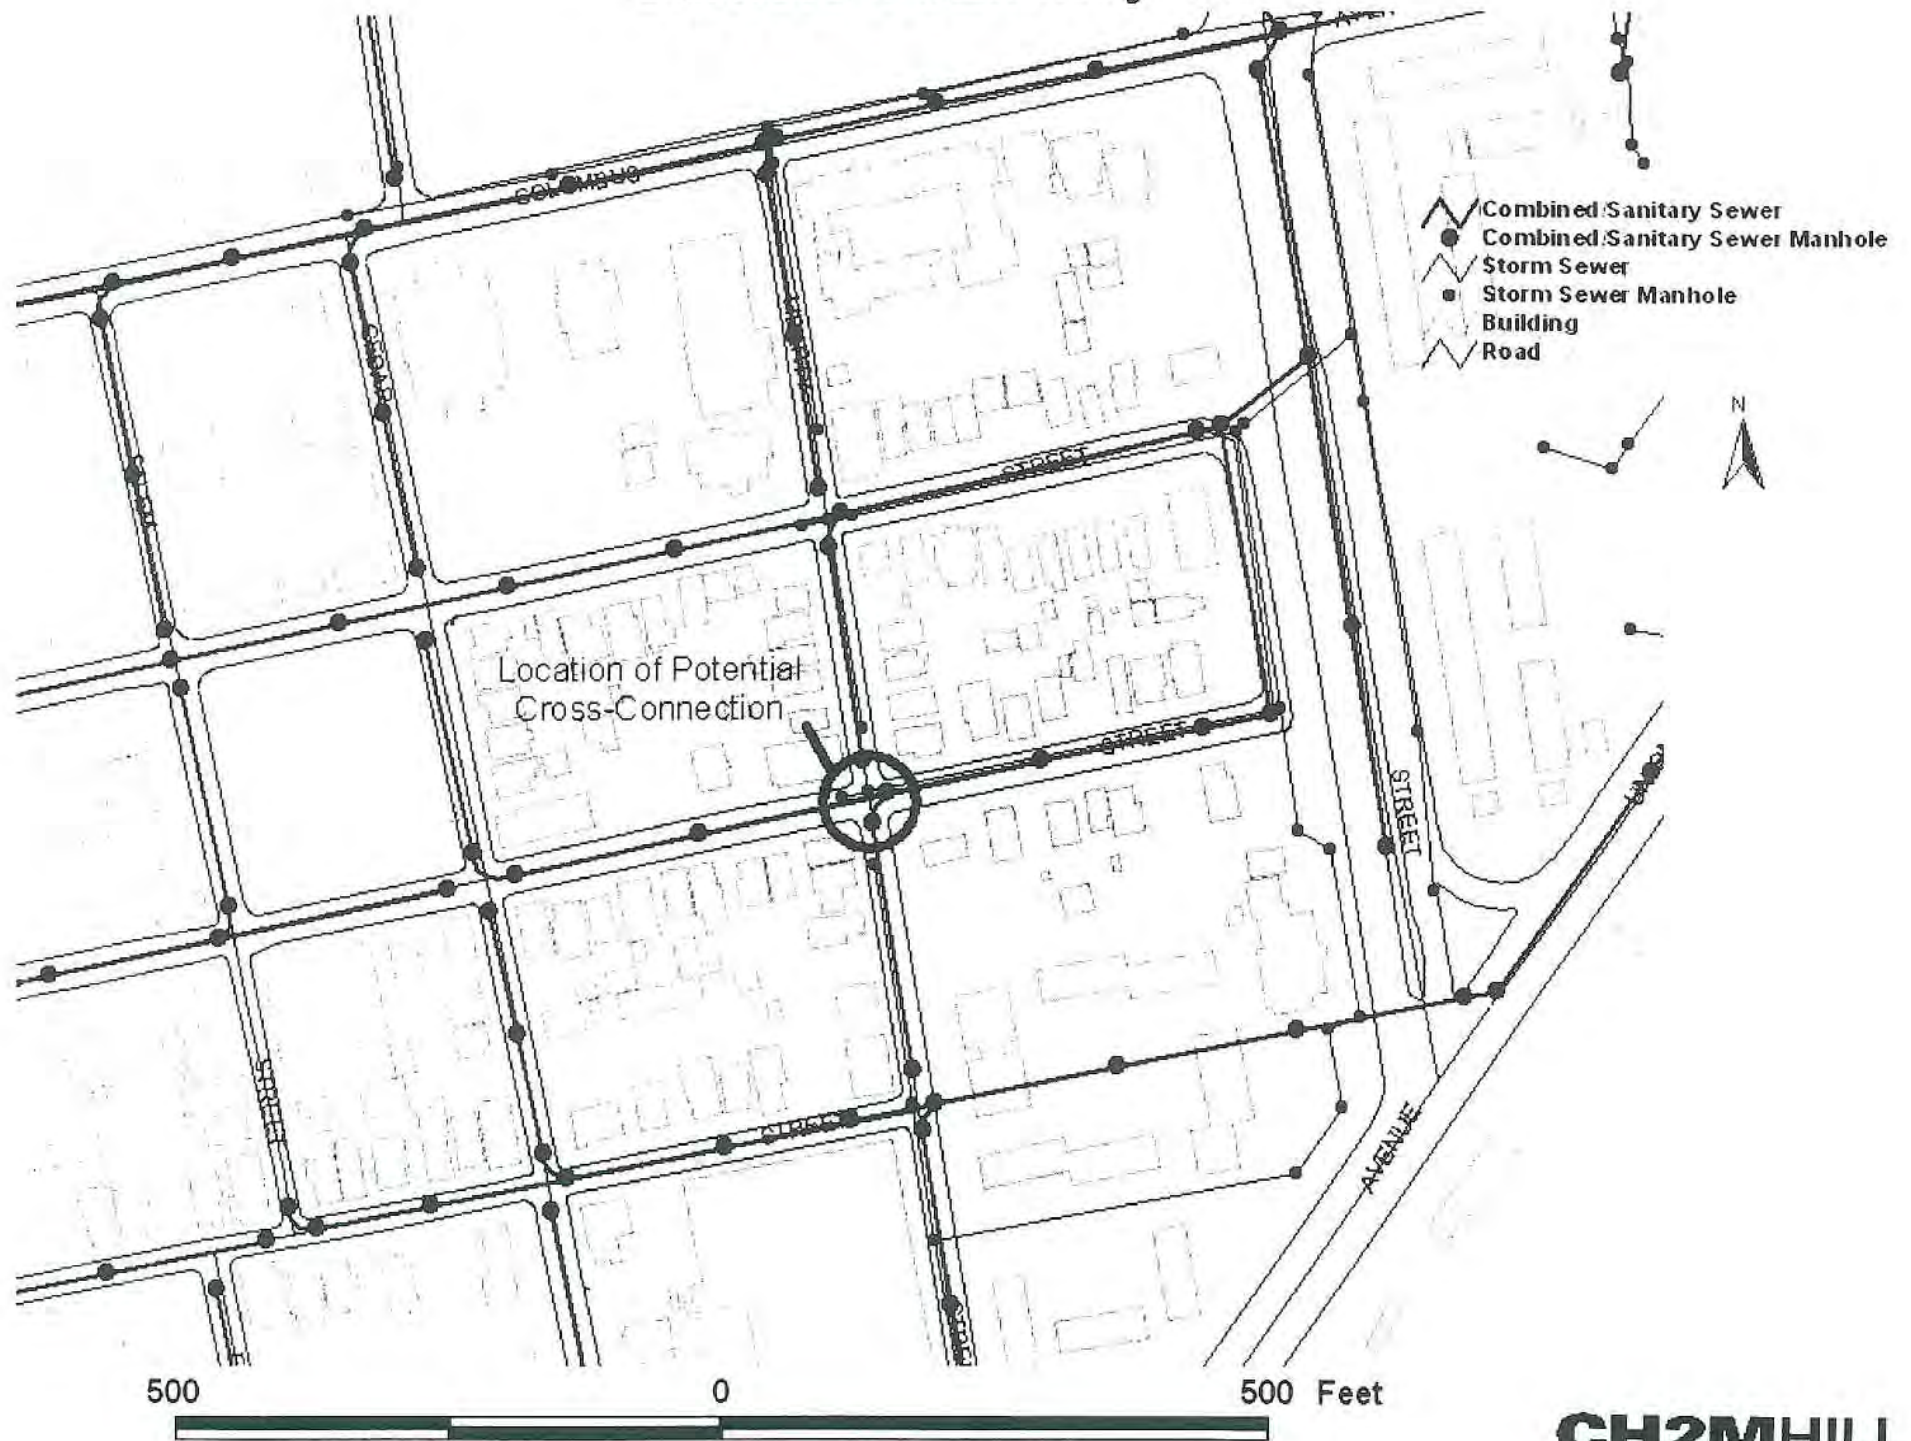 COLUMBUS
Combined/Sanitary Sewer
Combined/Sanitary Sewer Manhole
Storm Sewer
Storm Sewer Manhole
Building
Road
N
CEDAR
STREET
Location of Potential
Cross-Connection
STREET
STREET
STREET
STREET
AVENUE
500 0 500 Feet
CH2MHILL